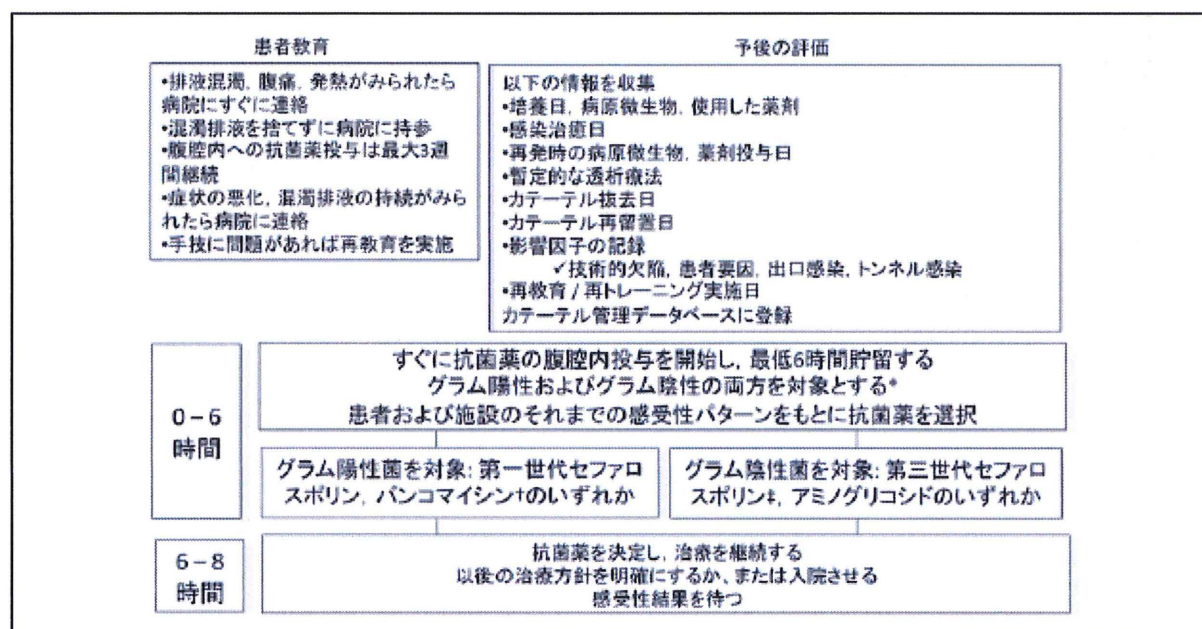 患者教育
•排液混濁, 腹痛, 発熱がみられたら
病院にすぐに連絡
•混濁排液を捨てずに病院に持参
•腹腔内への抗菌薬投与は最大3週
間継続
•症状の悪化, 混濁排液の持続がみ
られたら病院に連絡
•手技に問題があれば再教育を実施
予後の評価
以下の情報を収集
•培養日, 病原微生物, 使用した薬剤
•感染治癒日
•再発時の病原微生物, 薬剤投与日
•暫定的な透析療法
•カテーテル抜去日
•カテーテル再留置日
•影響因子の記録
✓技術的欠陥, 患者要因, 出口感染, トンネル感染
•再教育 / 再トレーニング実施日
カテーテル管理データベースに登録
0-6
時間
すぐに抗菌薬の腹腔内投与を開始し, 最低6時間貯留する
グラム陽性およびグラム陰性の両方を対象とする*
患者および施設のそれまでの感受性パターンをもとに抗菌薬を選択
グラム陽性菌を対象: 第一世代セファロ
スポリン, バンコマイシン†のいずれか
グラム陰性菌を対象: 第三世代セファロ
スポリン‡, アミノグリコシドのいずれか
6-8
時間
抗菌薬を決定し, 治療を継続する
以後の治療方針を明確にするか、または入院させる
感受性結果を待つ